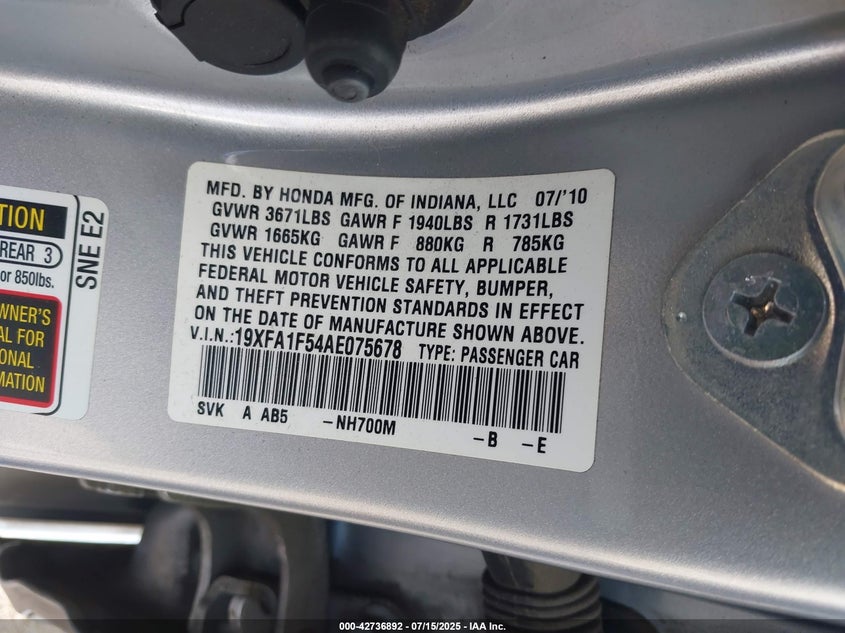 MFD. BY HONDA MFG. OF INDIANA, LLC 07/'10
GVWR 3671LBS GAWR F 1940LBS R 1731LBS
GVWR 1665KG GAWR F 880KG R 785KG
THIS VEHICLE CONFORMS TO ALL APPLICABLE
FEDERAL MOTOR VEHICLE SAFETY, BUMPER,
AND THEFT PREVENTION STANDARDS IN EFFECT
ON THE DATE OF MANUFACTURE SHOWN ABOVE.
V.I.N.:19XFA1F54AE075678 TYPE: PASSENGER CAR
SVK A AB5 -NH700M -B -E
TION
REAR 3
or 850lbs.
WNER'S
AL FOR
ONAL
MATION
SNE E2
000-42736892 — 07/15/2025 — IAA Inc.